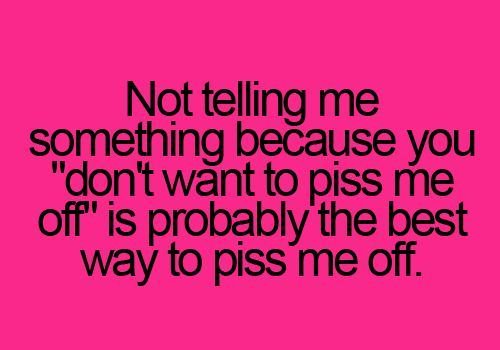 Not telling me
something because you
"don't want to piss me
off" is probably the best
way to piss me off.